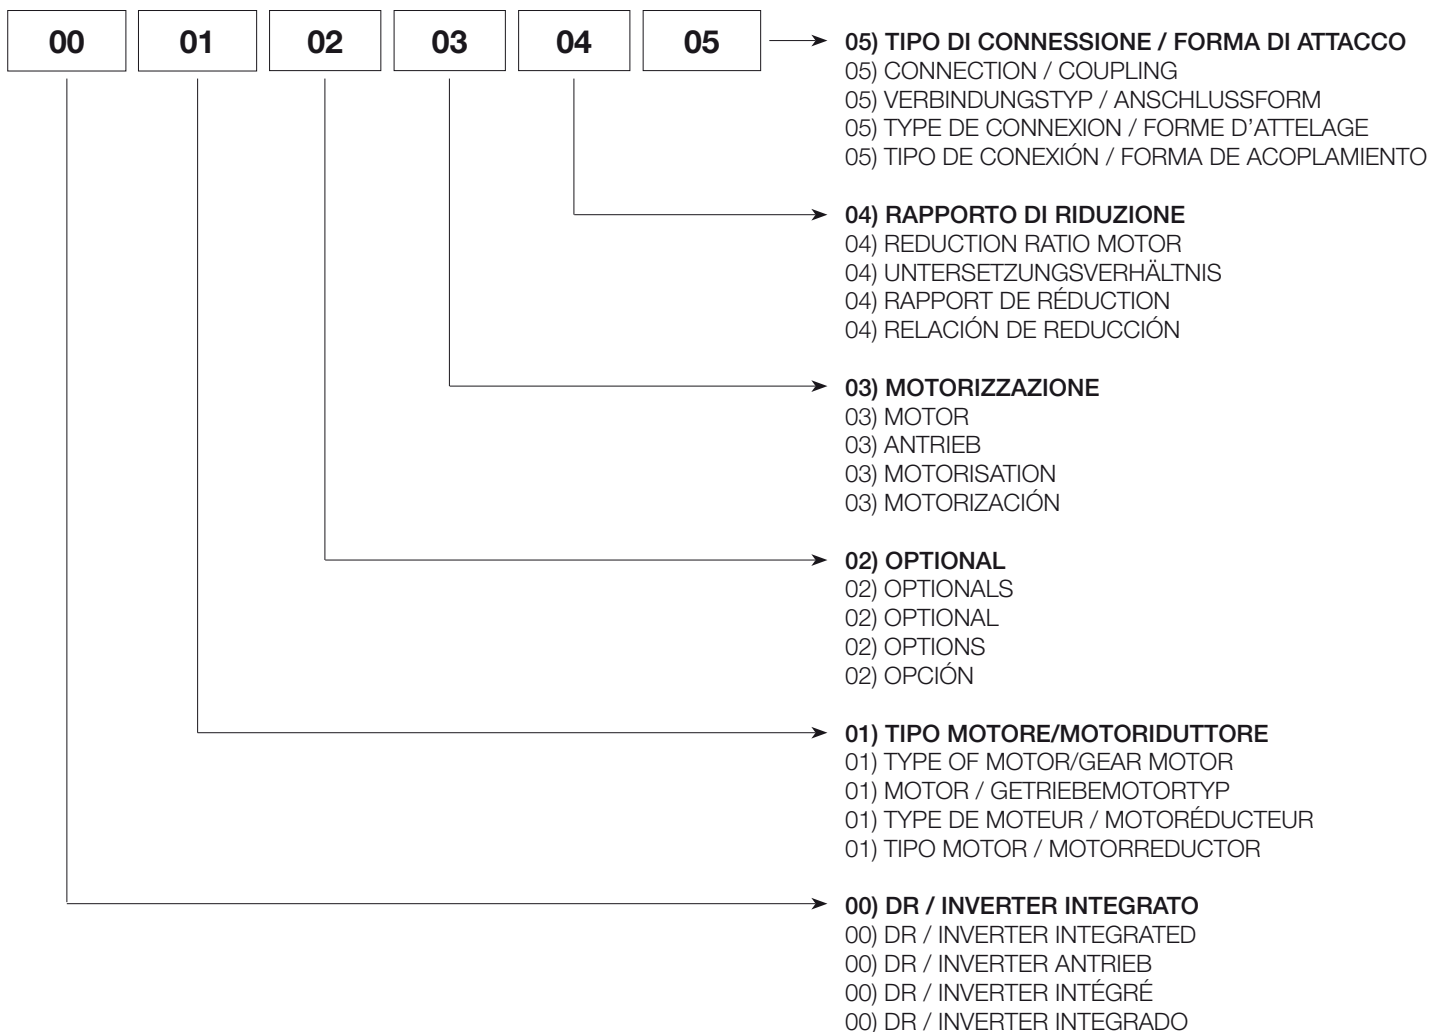 00 01 02 03 04 05
05) TIPO DI CONNESSIONE / FORMA DI ATTACCO
05) CONNECTION / COUPLING
05) VERBINDUNGSTYP / ANSCHLUSSFORM
05) TYPE DE CONNEXION / FORME D’ATTELAGE
05) TIPO DE CONEXIÓN / FORMA DE ACOPLAMIENTO
04) RAPPORTO DI RIDUZIONE
04) REDUCTION RATIO MOTOR
04) UNTERSETZUNGSVERHÄLTNIS
04) RAPPORT DE RÉDUCTION
04) RELACIÓN DE REDUCCIÓN
03) MOTORIZZAZIONE
03) MOTOR
03) ANTRIEB
03) MOTORISATION
03) MOTORIZACIÓN
02) OPTIONAL
02) OPTIONALS
02) OPTIONAL
02) OPTIONS
02) OPCIÓN
01) TIPO MOTORE/MOTORIDUTTORE
01) TYPE OF MOTOR/GEAR MOTOR
01) MOTOR / GETRIEBEMOTORTYP
01) TYPE DE MOTEUR / MOTORÉDUCTEUR
01) TIPO MOTOR / MOTORREDUCTOR
00) DR / INVERTER INTEGRATO
00) DR / INVERTER INTEGRATED
00) DR / INVERTER ANTRIEB
00) DR / INVERTER INTÉGRÉ
00) DR / INVERTER INTEGRADO